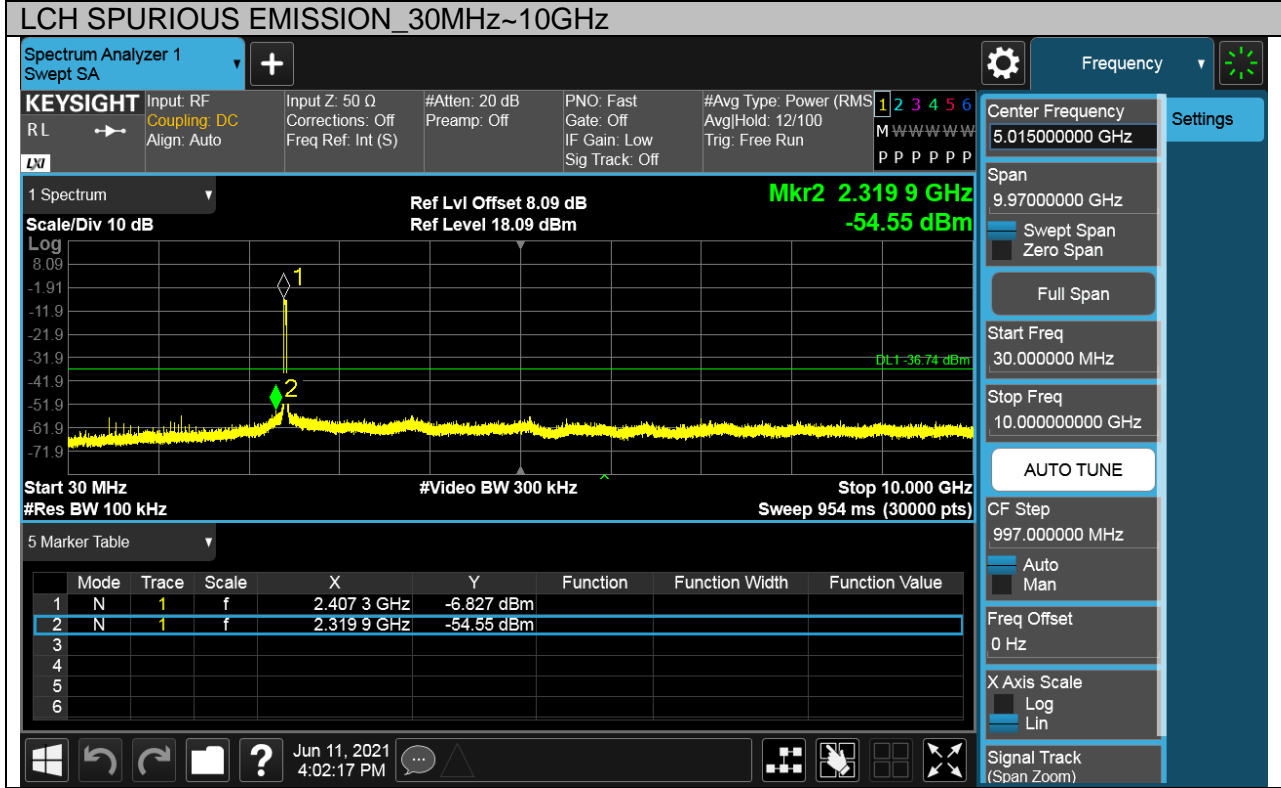 LCH SPURIOUS EMISSION_30MHz~10GHz
Spectrum Analyzer 1
Swept SA
+
Frequency
KEYSIGHT
RL
LXI
Input: RF
Coupling: DC
Align: Auto
Input Z: 50 Ω
Corrections: Off
Freq Ref: Int (S)
#Atten: 20 dB
Preamp: Off
PNO: Fast
Gate: Off
IF Gain: Low
Sig Track: Off
#Avg Type: Power (RMS
Avg|Hold: 12/100
Trig: Free Run
1 2 3 4 5 6
M W W W W W
P P P P P P
1 Spectrum
Scale/Div 10 dB
Ref Lvl Offset 8.09 dB
Ref Level 18.09 dBm
Mkr2 2.319 9 GHz
-54.55 dBm
Log
8.09
-1.91
-11.9
-21.9
-31.9
-41.9
-51.9
-61.9
-71.9
1
2
DL1 -36.74 dBm
Start 30 MHz
#Video BW 300 kHz
Stop 10.000 GHz
#Res BW 100 kHz
Sweep 954 ms (30000 pts)
5 Marker Table
Mode Trace Scale X Y Function Function Width Function Value
1 N 1 f 2.407 3 GHz -6.827 dBm
2 N 1 f 2.319 9 GHz -54.55 dBm
3
4
5
6
?
Jun 11, 2021
4:02:17 PM
Center Frequency
5.015000000 GHz
Settings
Span
9.97000000 GHz
Swept Span
Zero Span
Full Span
Start Freq
30.000000 MHz
Stop Freq
10.000000000 GHz
AUTO TUNE
CF Step
997.000000 MHz
Auto
Man
Freq Offset
0 Hz
X Axis Scale
Log
Lin
Signal Track
(Span Zoom)